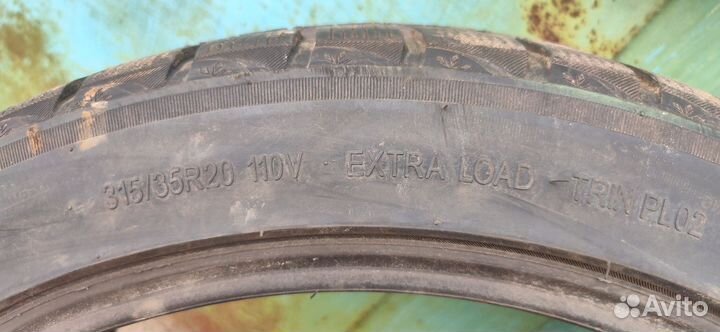 315/35R20 110V EXTRA LOAD TRIN PL02
Avito